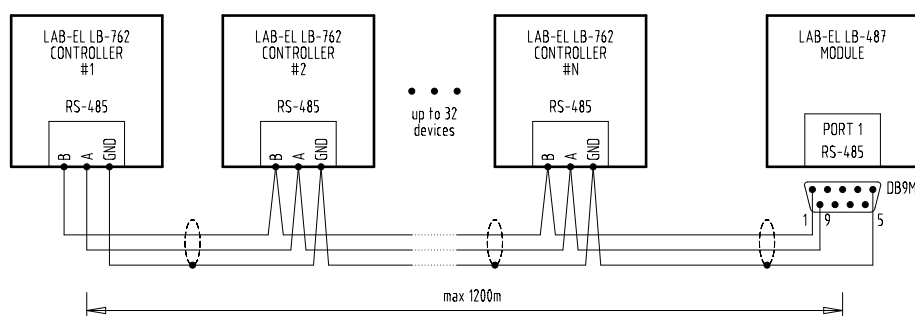 LAB-EL LB-762
CONTROLLER
#1
RS-485
B A GND
LAB-EL LB-762
CONTROLLER
#2
RS-485
B A GND
up to 32
devices
LAB-EL LB-762
CONTROLLER
#N
RS-485
B A GND
LAB-EL LB-487
MODULE
PORT 1
RS-485
DB9M
1 9 5
max 1200m